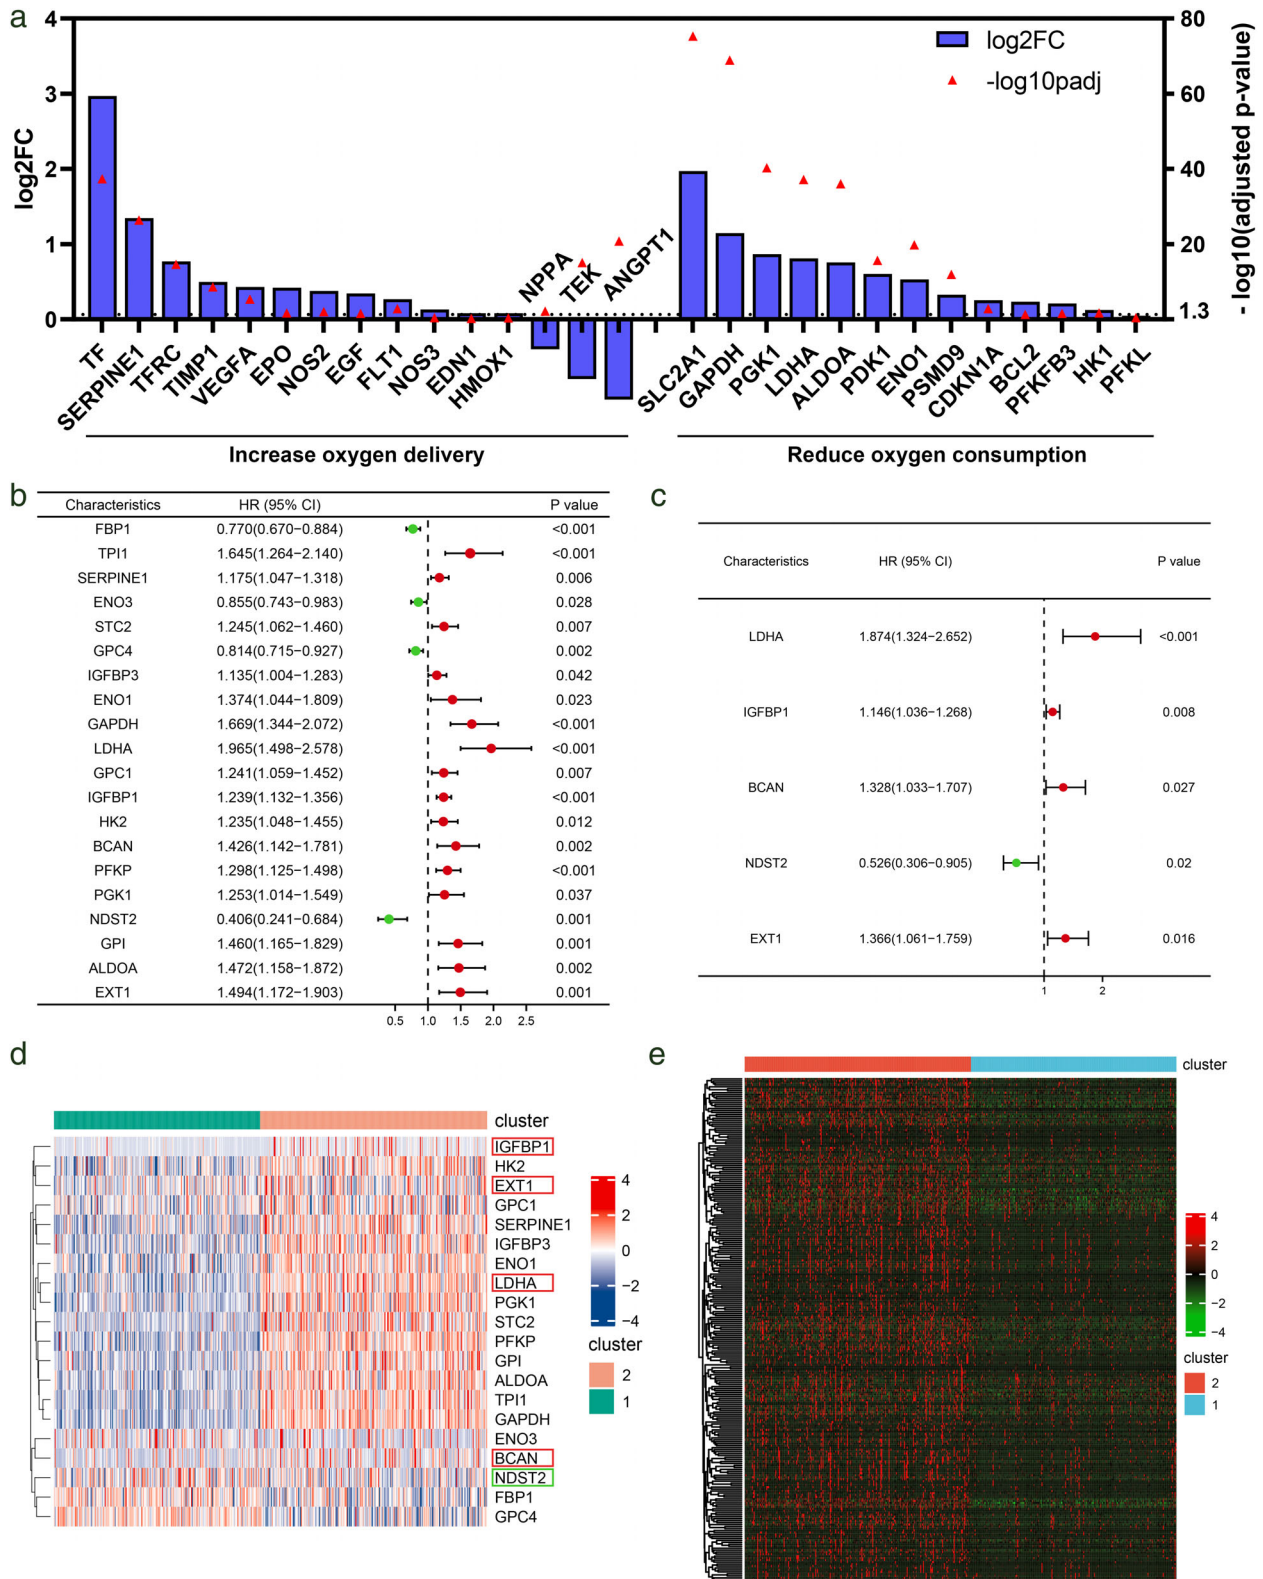 a
4
3
2
1
0
log2FC
80
60
40
20
1.3
- log10(adjusted p-value)
log2FC
-log10padj
TF
SERPINE1
TFRC
TIMP1
VEGFA
EPO
NOS2
EGF
FLT1
NOS3
EDN1
HMOX1
NPPA
TEK
ANGPT1
SLC2A1
GAPDH
PGK1
LDHA
ALDOA
PDK1
ENO1
PSMD9
CDKN1A
BCL2
PFKFB3
HK1
PFKL
Increase oxygen delivery
Reduce oxygen consumption
b
Characteristics HR (95% CI) P value
FBP1 0.770(0.670−0.884) <0.001
TPI1 1.645(1.264−2.140) <0.001
SERPINE1 1.175(1.047−1.318) 0.006
ENO3 0.855(0.743−0.983) 0.028
STC2 1.245(1.062−1.460) 0.007
GPC4 0.814(0.715−0.927) 0.002
IGFBP3 1.135(1.004−1.283) 0.042
ENO1 1.374(1.044−1.809) 0.023
GAPDH 1.669(1.344−2.072) <0.001
LDHA 1.965(1.498−2.578) <0.001
GPC1 1.241(1.059−1.452) 0.007
IGFBP1 1.239(1.132−1.356) <0.001
HK2 1.235(1.048−1.455) 0.012
BCAN 1.426(1.142−1.781) 0.002
PFKP 1.298(1.125−1.498) <0.001
PGK1 1.253(1.014−1.549) 0.037
NDST2 0.406(0.241−0.684) 0.001
GPI 1.460(1.165−1.829) 0.001
ALDOA 1.472(1.158−1.872) 0.002
EXT1 1.494(1.172−1.903) 0.001
0.5 1.0 1.5 2.0 2.5
c
Characteristics HR (95% CI) P value
LDHA 1.874(1.324−2.652) <0.001
IGFBP1 1.146(1.036−1.268) 0.008
BCAN 1.328(1.033−1.707) 0.027
NDST2 0.526(0.306−0.905) 0.02
EXT1 1.366(1.061−1.759) 0.016
1 2
d
cluster
IGFBP1
HK2
EXT1
GPC1
SERPINE1
IGFBP3
ENO1
LDHA
PGK1
STC2
PFKP
GPI
ALDOA
TPI1
GAPDH
ENO3
BCAN
NDST2
FBP1
GPC4
4
2
0
−2
−4
cluster
2
1
e
cluster
4
2
0
−2
−4
cluster
2
1